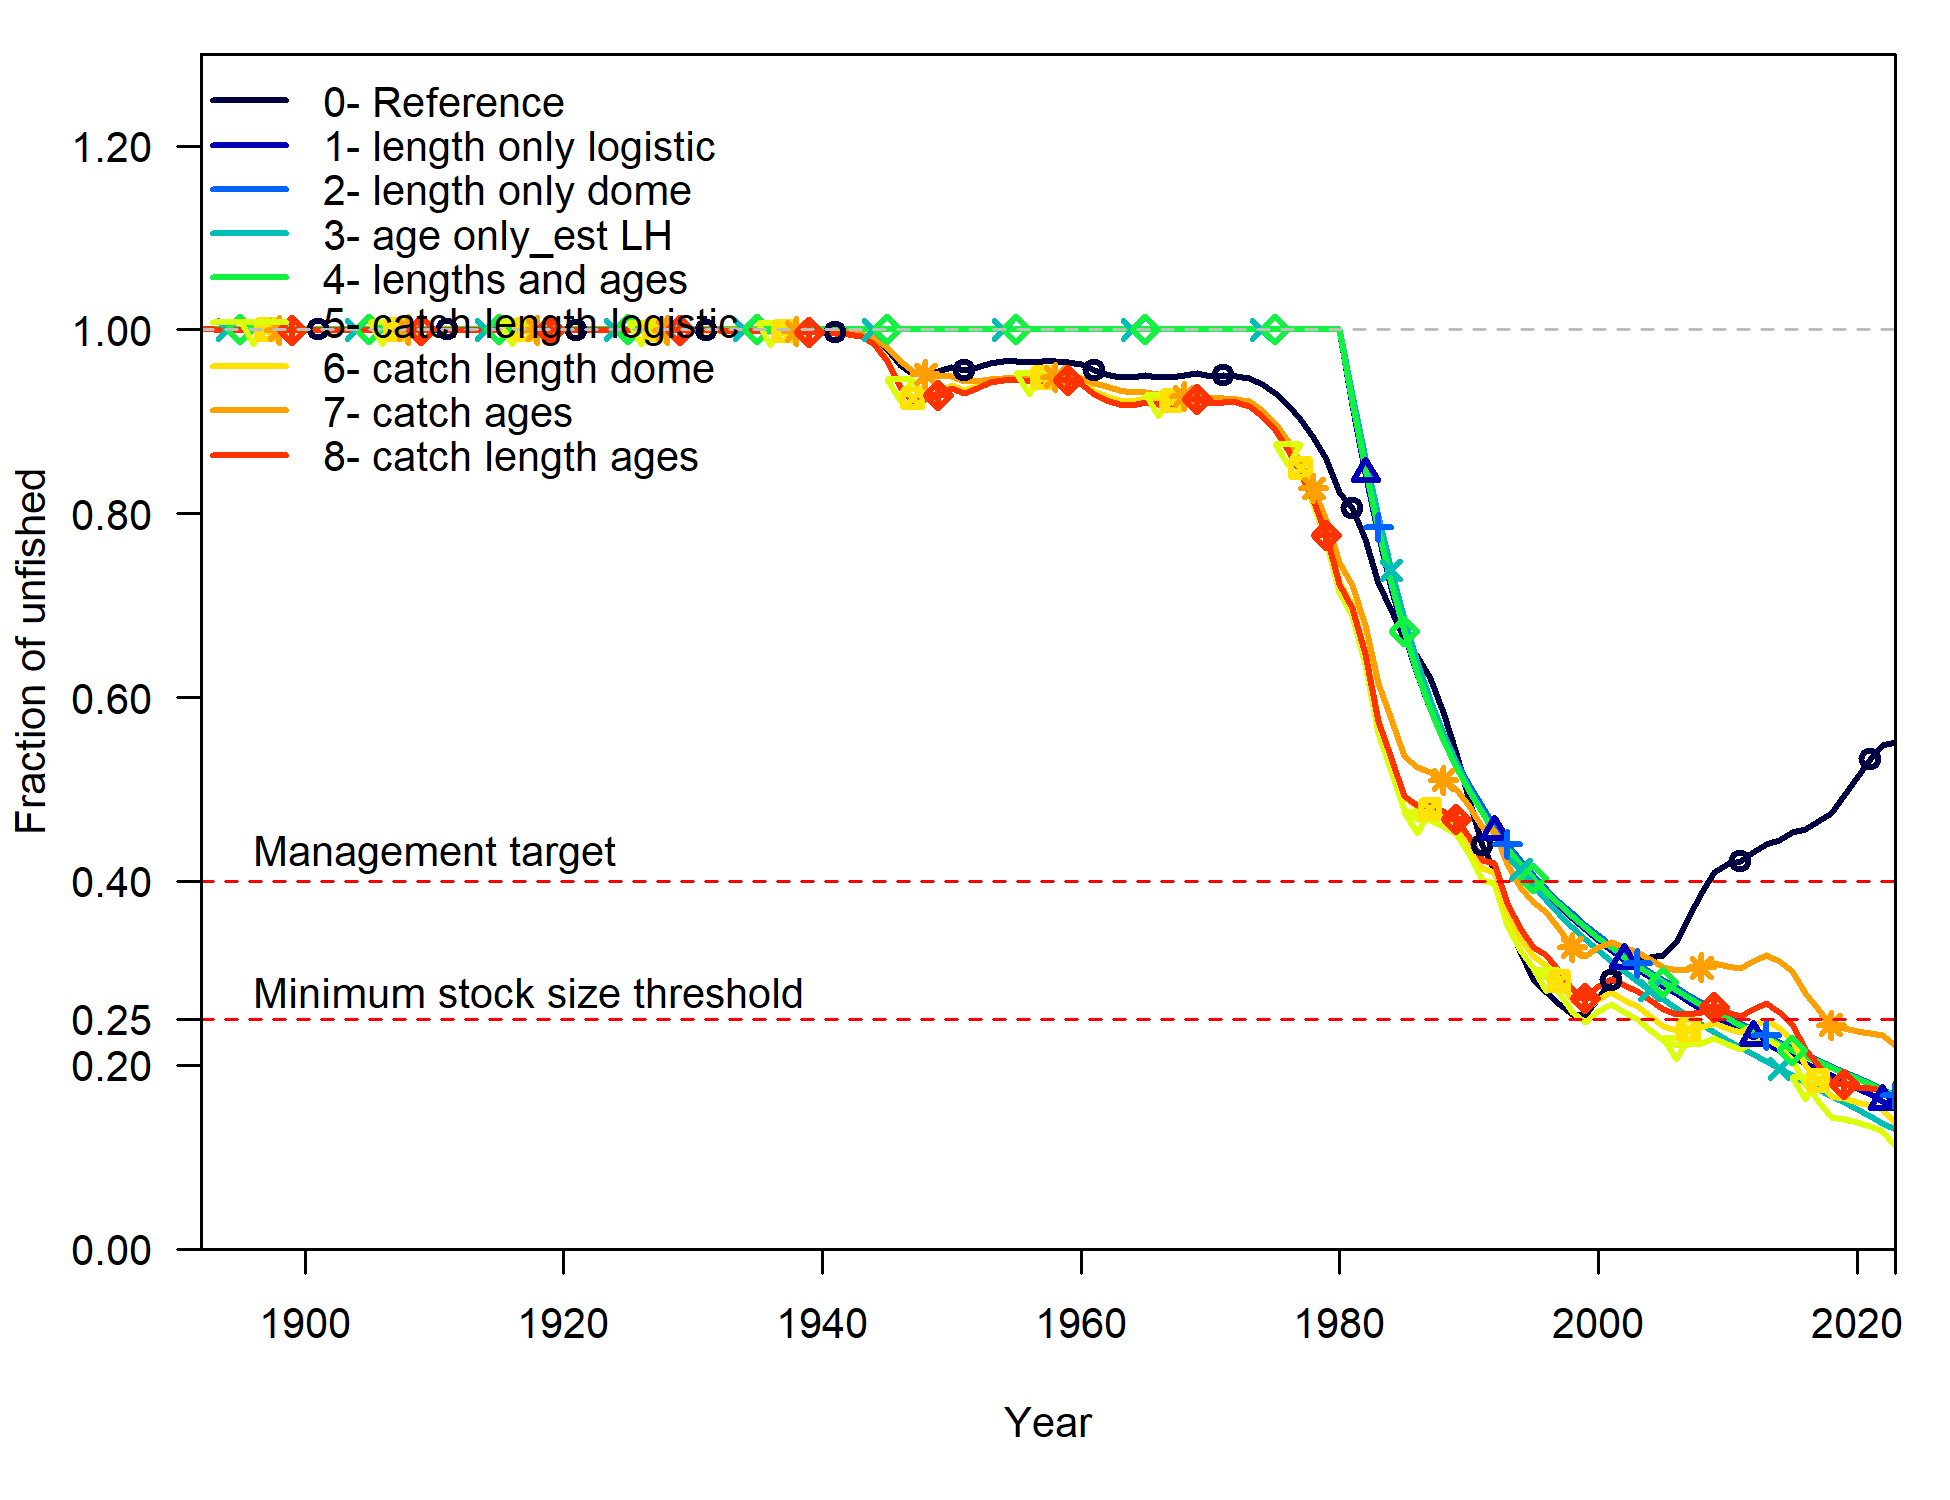 0- Reference
1- length only logistic
2- length only dome
3- age only_est LH
4- lengths and ages
5- catch length logistic
6- catch length dome
7- catch ages
8- catch length ages
1.20
1.00
0.80
0.60
0.40
0.25
0.20
0.00
Fraction of unfished
Management target
Minimum stock size threshold
1900 1920 1940 1960 1980 2000 2020
Year